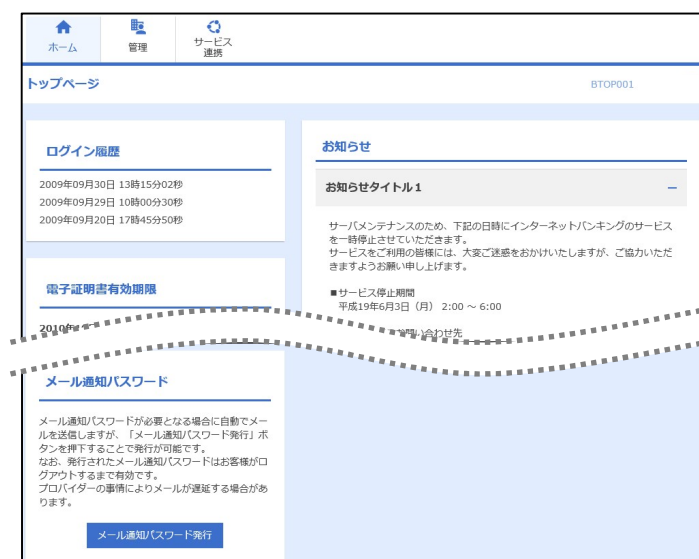 ホーム
管理
サービス
連携
トップページ
BTOP001
ログイン履歴
2009年09月30日 13時15分02秒
2009年09月29日 10時00分30秒
2009年09月20日 17時45分50秒
電子証明書有効期限
2010年
お知らせ
お知らせタイトル1
サーバメンテナンスのため、下記の日時にインターネットバンキングのサービス
を一時停止させていただきます。
サービスをご利用の皆様には、大変ご迷惑をおかけいたしますが、ご協力いただ
きますようお願い申し上げます。
■サービス停止期間
平成19年6月3日（月） 2:00 ～ 6:00
問い合わせ先
メール通知パスワード
メール通知パスワードが必要となる場合に自動でメー
ルを送信しますが、「メール通知パスワード発行」ボ
タンを押下することで発行が可能です。
なお、発行されたメール通知パスワードはお客様がロ
グアウトするまで有効です。
プロバイダーの事情によりメールが遅延する場合があ
ります。
メール通知パスワード発行